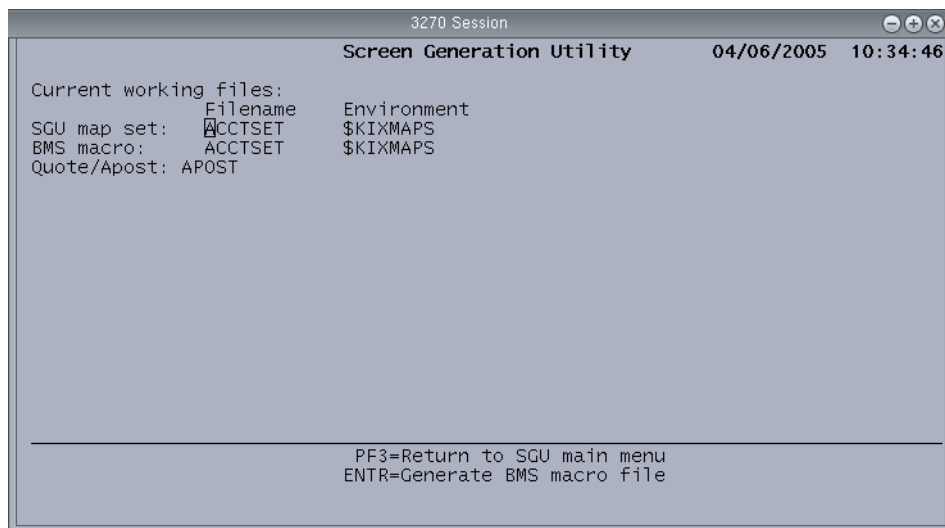 3270 Session
Screen Generation Utility 04/06/2005 10:34:46
Current working files:
Filename Environment
SGU map set: ACCTSET $KIXMAPS
BMS macro: ACCTSET $KIXMAPS
Quote/Apost: APOST
PF3=Return to SGU main menu
ENTR=Generate BMS macro file